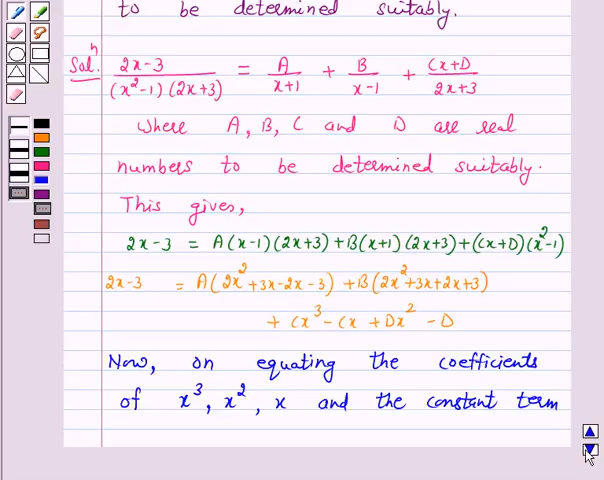 to be determined suitably.
Solⁿ. (2x-3)/((x²-1)(2x+3)) = A/(x+1) + B/(x-1) + (Cx+D)/(2x+3)
where A, B, C and D are real
numbers to be determined suitably.
This gives,
2x-3 = A(x-1)(2x+3)+B(x+1)(2x+3)+(Cx+D)(x²-1)
2x-3 = A(2x²+3x-2x-3)+B(2x²+3x+2x+3)
+ Cx³-Cx+Dx²-D
Now, on equating the coefficients
of x³, x², x and the constant term